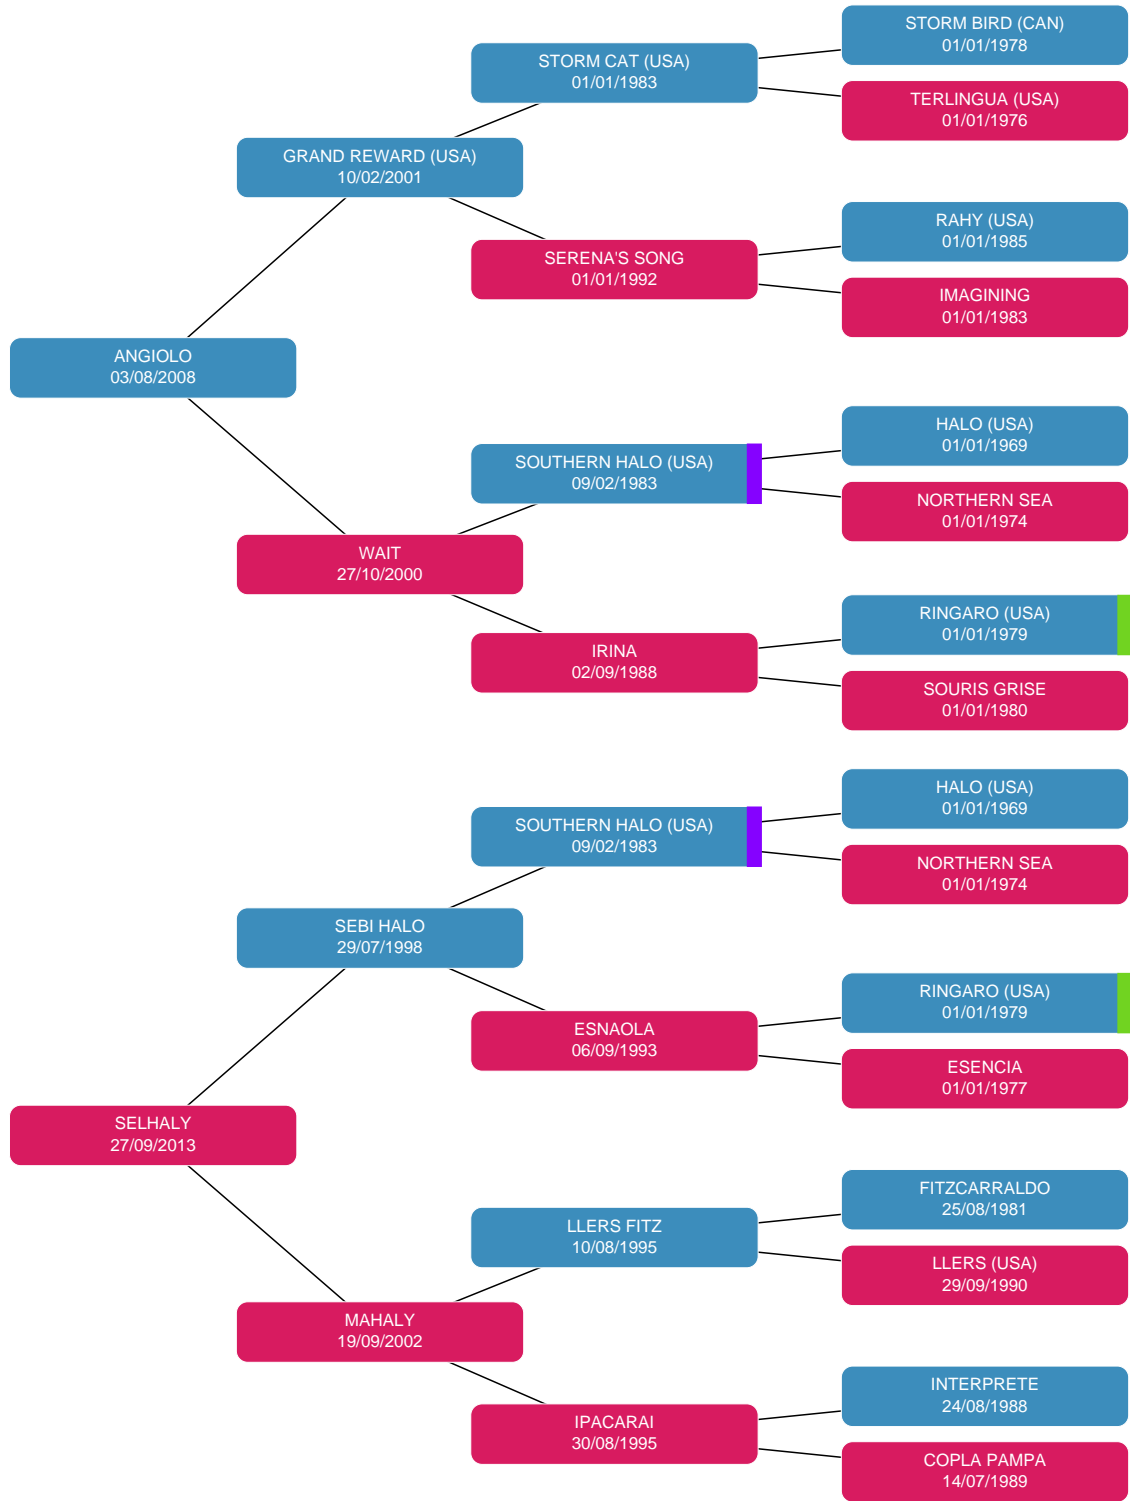 STORM BIRD (CAN)
01/01/1978
STORM CAT (USA)
01/01/1983
TERLINGUA (USA)
01/01/1976
GRAND REWARD (USA)
10/02/2001
RAHY (USA)
01/01/1985
SERENA'S SONG
01/01/1992
IMAGINING
01/01/1983
ANGIOLO
03/08/2008
HALO (USA)
01/01/1969
SOUTHERN HALO (USA)
09/02/1983
NORTHERN SEA
01/01/1974
WAIT
27/10/2000
RINGARO (USA)
01/01/1979
IRINA
02/09/1988
SOURIS GRISE
01/01/1980
HALO (USA)
01/01/1969
SOUTHERN HALO (USA)
09/02/1983
NORTHERN SEA
01/01/1974
SEBI HALO
29/07/1998
RINGARO (USA)
01/01/1979
ESNAOLA
06/09/1993
ESENCIA
01/01/1977
SELHALY
27/09/2013
FITZCARRALDO
25/08/1981
LLERS FITZ
10/08/1995
LLERS (USA)
29/09/1990
MAHALY
19/09/2002
INTERPRETE
24/08/1988
IPACARAI
30/08/1995
COPLA PAMPA
14/07/1989